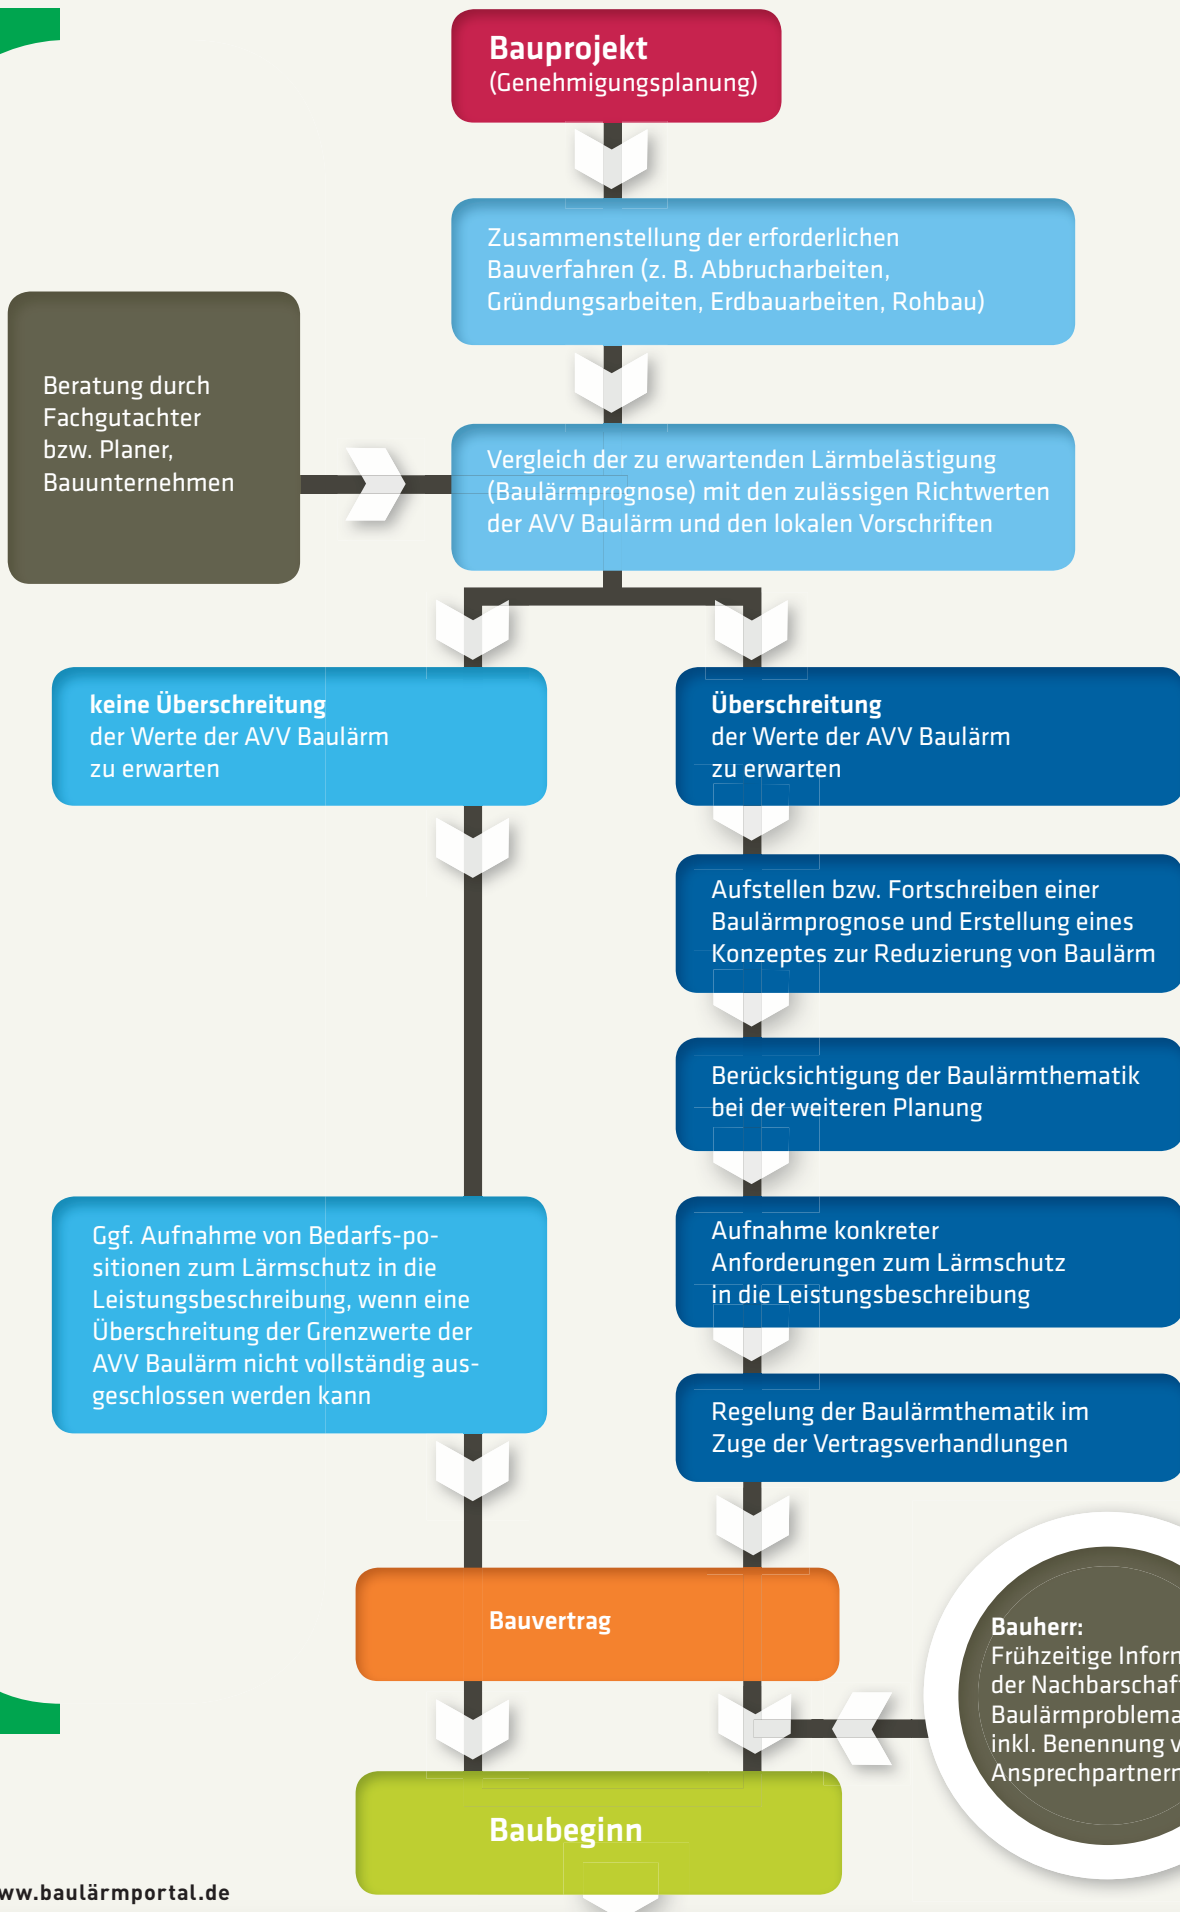 Bauprojekt
(Genehmigungsplanung)
Zusammenstellung der erforderlichen
Bauverfahren (z. B. Abbrucharbeiten,
Gründungsarbeiten, Erdbauarbeiten, Rohbau)
Beratung durch
Fachgutachter
bzw. Planer,
Bauunternehmen
Vergleich der zu erwartenden Lärmbelästigung
(Baulärmprognose) mit den zulässigen Richtwerten
der AVV Baulärm und den lokalen Vorschriften
keine Überschreitung
der Werte der AVV Baulärm
zu erwarten
Überschreitung
der Werte der AVV Baulärm
zu erwarten
Aufstellen bzw. Fortschreiben einer
Baulärmprognose und Erstellung eines
Konzeptes zur Reduzierung von Baulärm
Berücksichtigung der Baulärmthematik
bei der weiteren Planung
Ggf. Aufnahme von Bedarfs-po-
sitionen zum Lärmschutz in die
Leistungsbeschreibung, wenn eine
Überschreitung der Grenzwerte der
AVV Baulärm nicht vollständig aus-
geschlossen werden kann
Aufnahme konkreter
Anforderungen zum Lärmschutz
in die Leistungsbeschreibung
Regelung der Baulärmthematik im
Zuge der Vertragsverhandlungen
Bauvertrag
Bauherr:
Frühzeitige
der
inkl. Benennung
Baubeginn
ww.baulärmportal.de